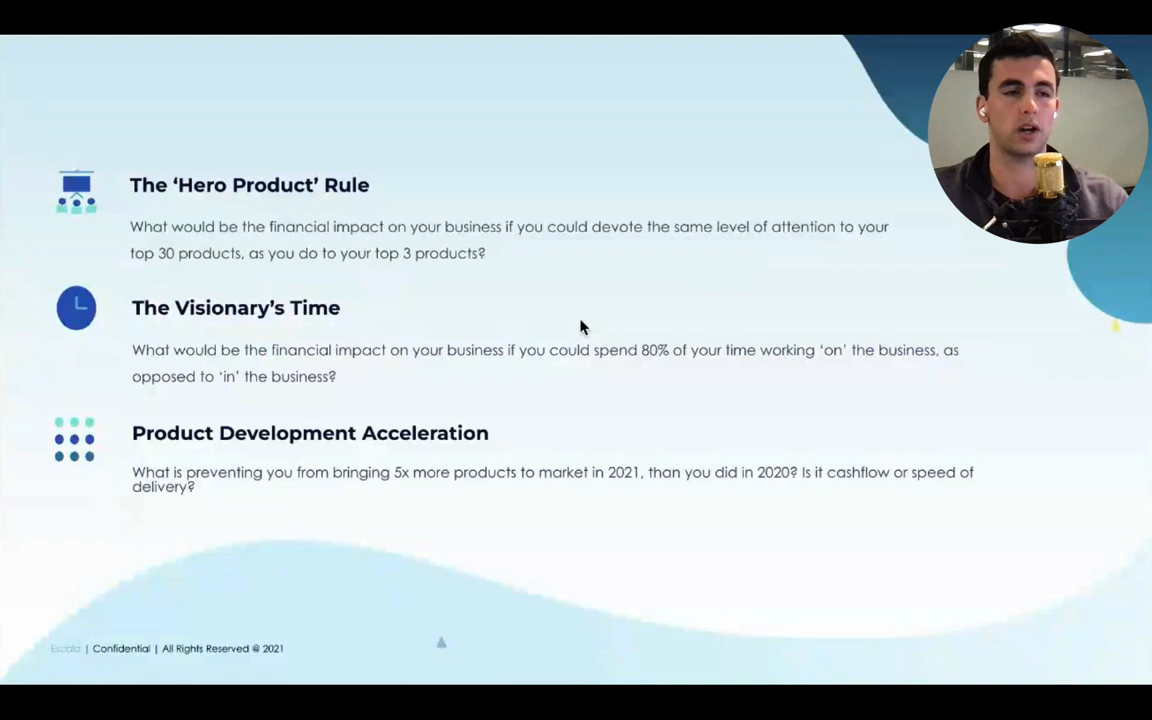 The ‘Hero Product’ Rule
What would be the financial impact on your business if you could devote the same level of attention to your
top 30 products, as you do to your top 3 products?
The Visionary’s Time
What would be the financial impact on your business if you could spend 80% of your time working ‘on’ the business, as
opposed to ‘in’ the business?
Product Development Acceleration
What is preventing you from bringing 5x more products to market in 2021, than you did in 2020? Is it cashflow or speed of
delivery?
Escala | Confidential | All Rights Reserved @ 2021